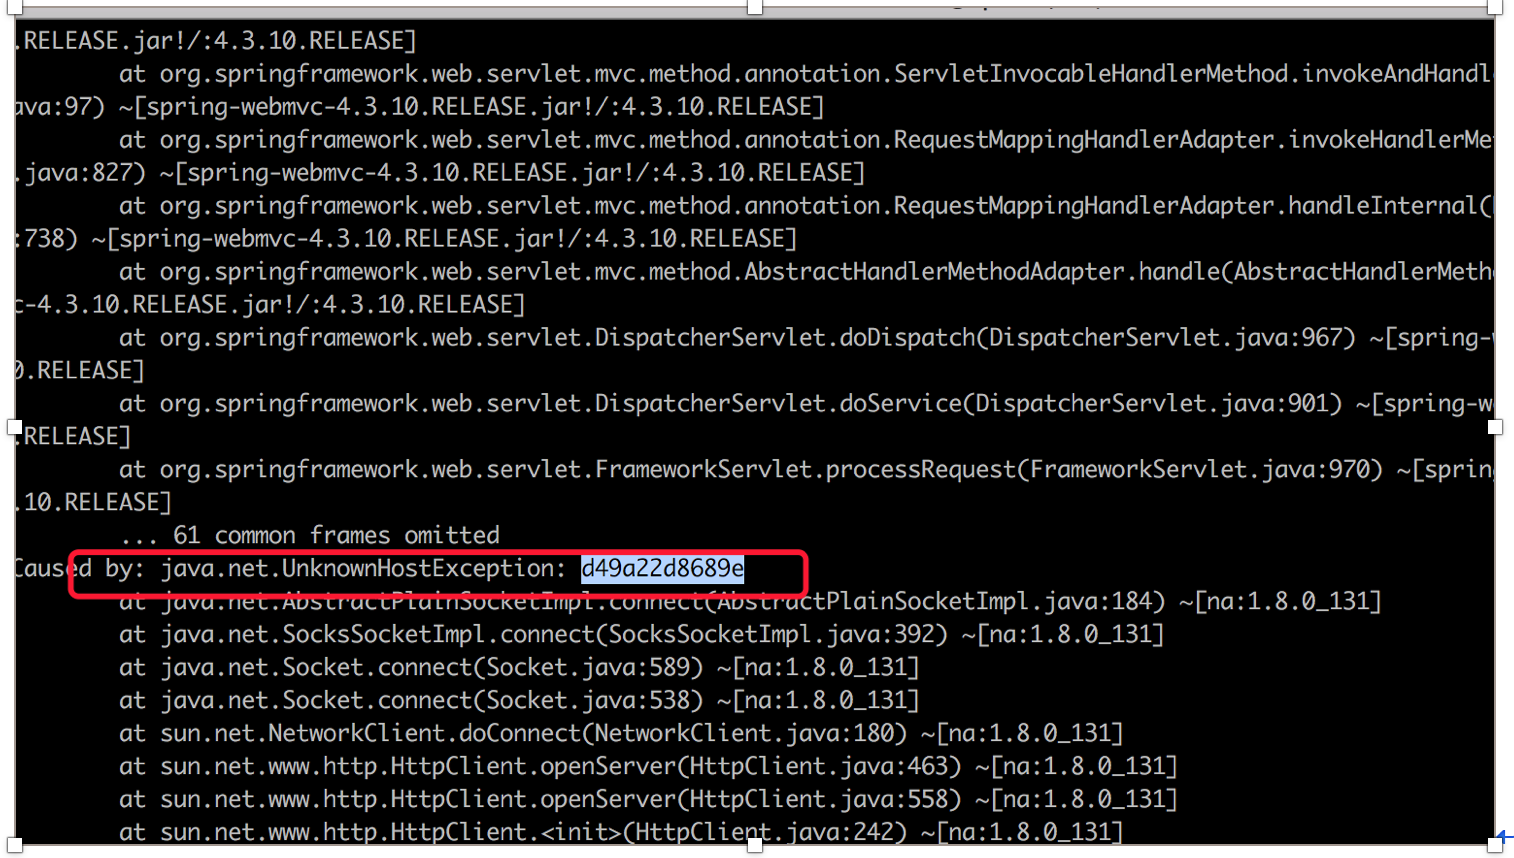 .RELEASE.jar!/:4.3.10.RELEASE]
at org.springframework.web.servlet.mvc.method.annotation.ServletInvocableHandlerMethod.invokeAndHandl
ava:97) ~[spring-webmvc-4.3.10.RELEASE.jar!/:4.3.10.RELEASE]
at org.springframework.web.servlet.mvc.method.annotation.RequestMappingHandlerAdapter.invokeHandlerMe
.java:827) ~[spring-webmvc-4.3.10.RELEASE.jar!/:4.3.10.RELEASE]
at org.springframework.web.servlet.mvc.method.annotation.RequestMappingHandlerAdapter.handleInternal(
:738) ~[spring-webmvc-4.3.10.RELEASE.jar!/:4.3.10.RELEASE]
at org.springframework.web.servlet.mvc.method.AbstractHandlerMethodAdapter.handle(AbstractHandlerMeth
c-4.3.10.RELEASE.jar!/:4.3.10.RELEASE]
at org.springframework.web.servlet.DispatcherServlet.doDispatch(DispatcherServlet.java:967) ~[spring-
0.RELEASE]
at org.springframework.web.servlet.DispatcherServlet.doService(DispatcherServlet.java:901) ~[spring-w
.RELEASE]
at org.springframework.web.servlet.FrameworkServlet.processRequest(FrameworkServlet.java:970) ~[sprin
.10.RELEASE]
... 61 common frames omitted
Caused by: java.net.UnknownHostException: d49a22d8689e
at java.net.AbstractPlainSocketImpl.connect(AbstractPlainSocketImpl.java:184) ~[na:1.8.0_131]
at java.net.SocksSocketImpl.connect(SocksSocketImpl.java:392) ~[na:1.8.0_131]
at java.net.Socket.connect(Socket.java:589) ~[na:1.8.0_131]
at java.net.Socket.connect(Socket.java:538) ~[na:1.8.0_131]
at sun.net.NetworkClient.doConnect(NetworkClient.java:180) ~[na:1.8.0_131]
at sun.net.www.http.HttpClient.openServer(HttpClient.java:463) ~[na:1.8.0_131]
at sun.net.www.http.HttpClient.openServer(HttpClient.java:558) ~[na:1.8.0_131]
at sun.net.www.http.HttpClient.<init>(HttpClient.java:242) ~[na:1.8.0_131]